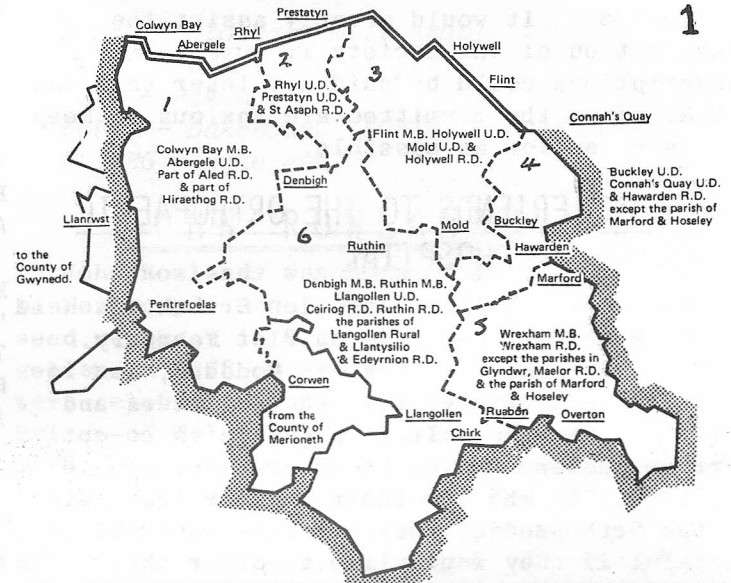 1
Prestatyn
Colwyn Bay
Rhyl
Abergele
Holywell
Flint
Connah's Quay
1
2
Rhyl U.D.
Prestatyn U.D.
& St Asaph R.D.
3
Flint M.B. Holywell U.D.
Mold U.D. &
Holywell R.D.
4
Buckley U.D.
Connah's Quay U.D.
& Hawarden R.D.
except the parish of
Marford & Hoseley
Colwyn Bay M.B.
Abergele U.D.
Part of Aled R.D.
& part of
Hiraethog R.D.
Denbigh
Llanrwst
Mold
Buckley
Hawarden
6
Ruthin
to the
County of
Gwynedd.
Marford
Pentrefoelas
Denbigh M.B. Ruthin M.B.
Llangollen U.D.
Ceiriog R.D. Ruthin R.D.
the parishes of
Llangollen Rural
& Llantysilio
& Edeyrnion R.D.
5
Wrexham M.B.
Wrexham R.D.
except the parishes in
Glyndwr, Maelor R.D.
& the parish of Marford
& Hoseley
Corwen
from the
County of
Merioneth
Llangollen
Ruabon
Overton
Chirk